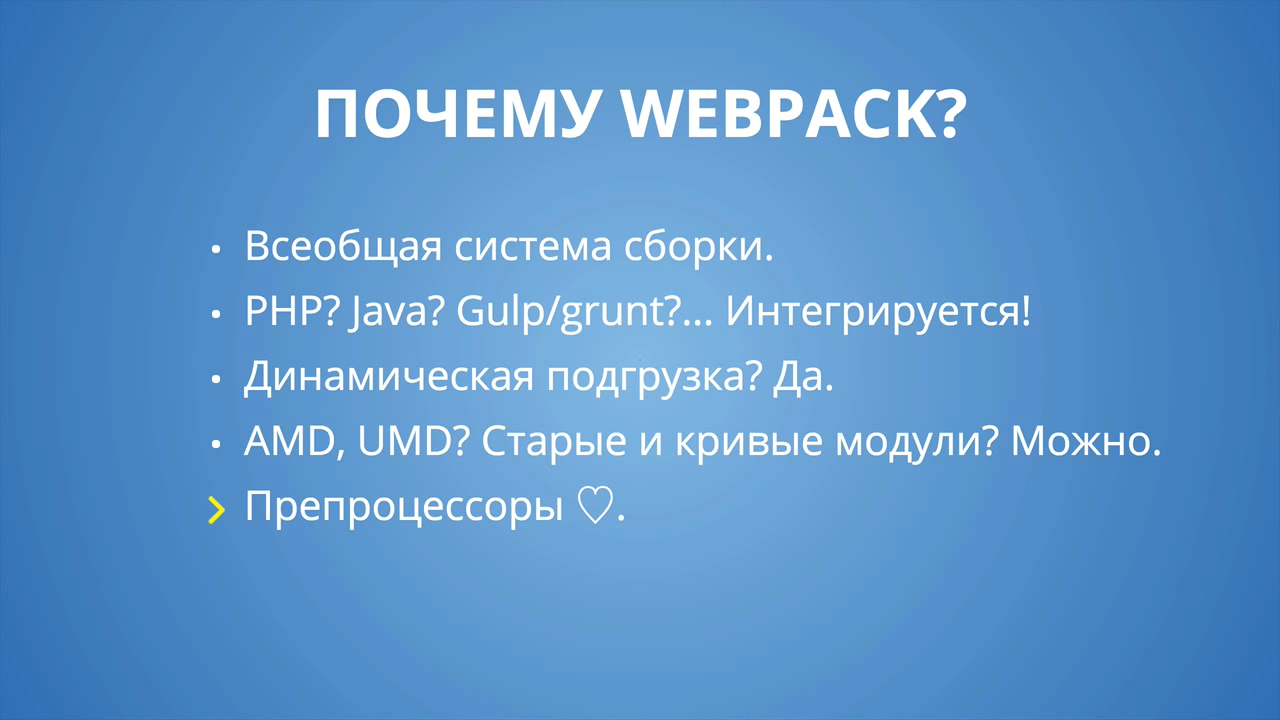 ПОЧЕМУ WEBPACK?
Всеобщая система сборки.
PHP? Java? Gulp/grunt?... Интегрируется!
Динамическая подгрузка? Да.
AMD, UMD? Старые и кривые модули? Можно.
Препроцессоры ♡.